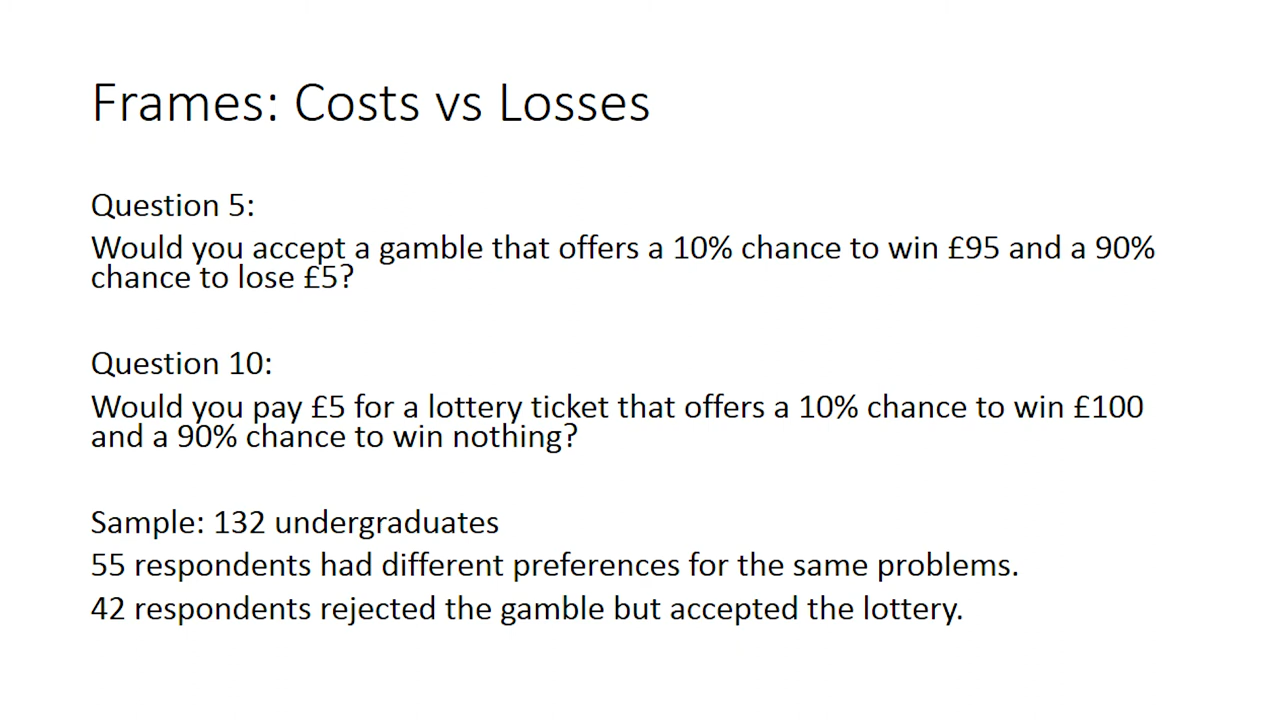 Frames: Costs vs Losses
Question 5:
Would you accept a gamble that offers a 10% chance to win £95 and a 90%
chance to lose £5?
Question 10:
Would you pay £5 for a lottery ticket that offers a 10% chance to win £100
and a 90% chance to win nothing?
Sample: 132 undergraduates
55 respondents had different preferences for the same problems.
42 respondents rejected the gamble but accepted the lottery.